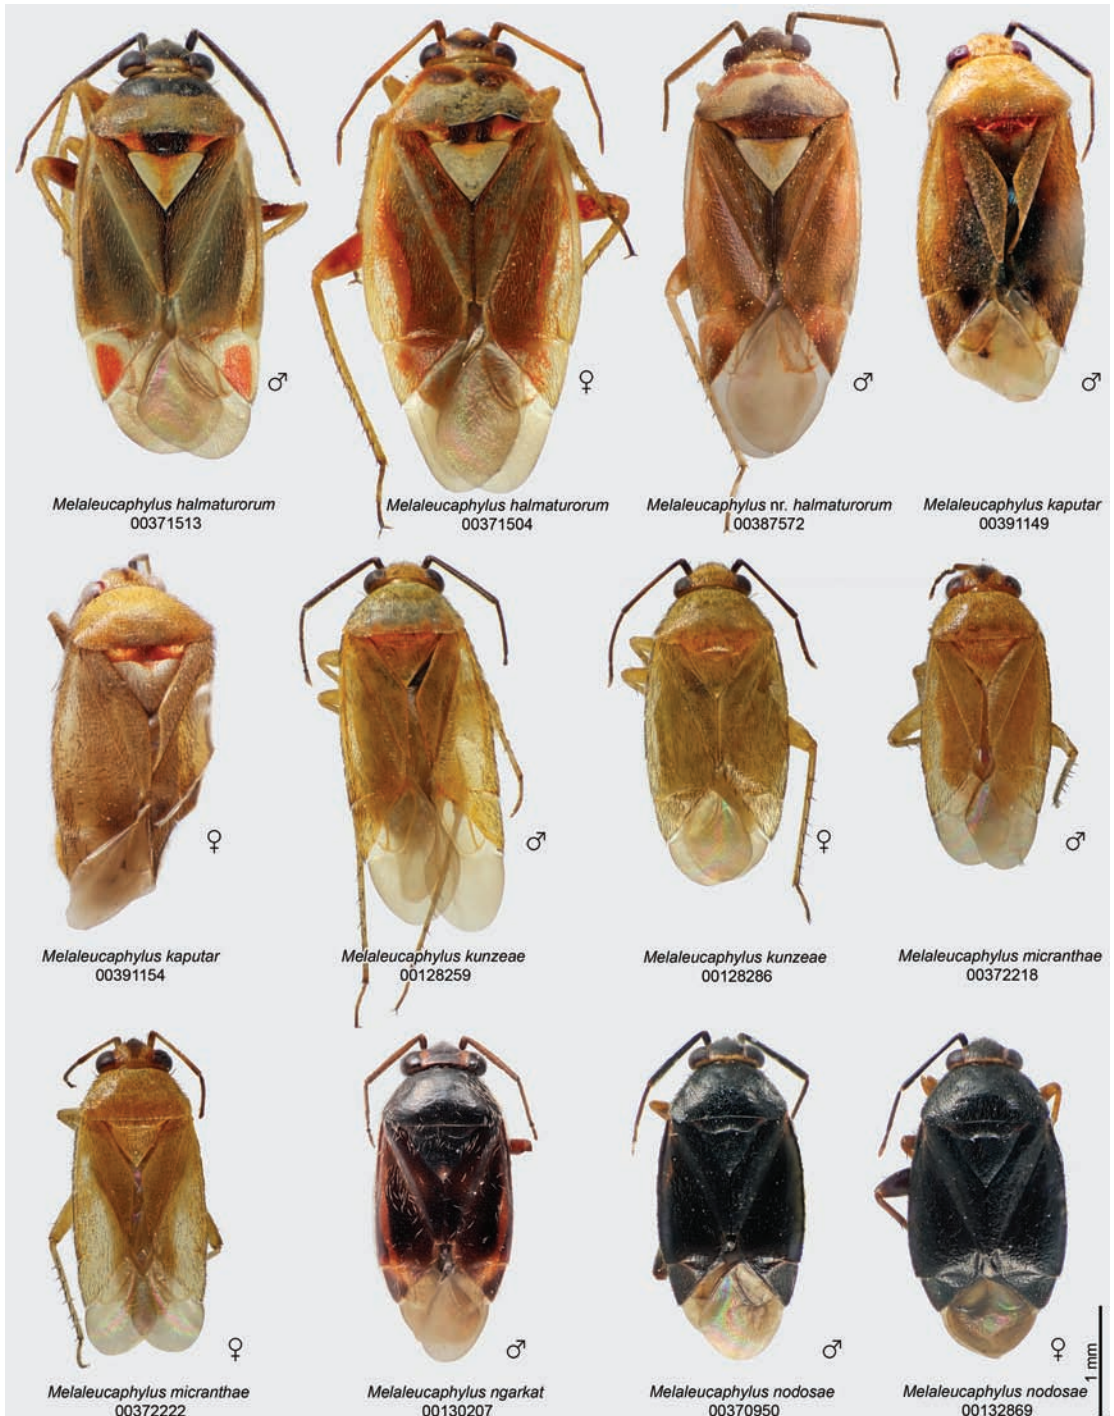 ♂
♀
♂
♂
Melaleucaphylus halmaturorum
00371513
Melaleucaphylus halmaturorum
00371504
Melaleucaphylus nr. halmaturorum
00387572
Melaleucaphylus kaputar
00391149
♀
♂
♀
♂
Melaleucaphylus kaputar
00391154
Melaleucaphylus kunzeae
00128259
Melaleucaphylus kunzeae
00128286
Melaleucaphylus micranthae
00372218
♀
♂
♂
♀
1 mm
Melaleucaphylus micranthae
00372222
Melaleucaphylus ngarkat
00130207
Melaleucaphylus nodosae
00370950
Melaleucaphylus nodosae
00132869